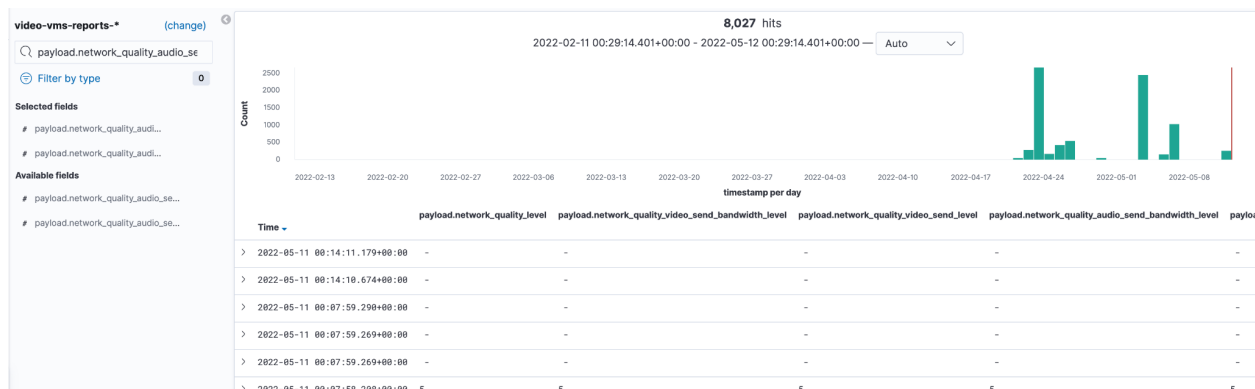 video-vms-reports-*
(change)
payload.network_quality_audio_se
Filter by type
0
Selected fields
# payload.network_quality_audi...
# payload.network_quality_audi...
Available fields
# payload.network_quality_audio_se...
# payload.network_quality_audio_se...
8,027 hits
2022-02-11 00:29:14.401+00:00 - 2022-05-12 00:29:14.401+00:00 — Auto
Count
2500
2000
1500
1000
500
0
2022-02-13 2022-02-20 2022-02-27 2022-03-06 2022-03-13 2022-03-20 2022-03-27 2022-04-03 2022-04-10 2022-04-17 2022-04-24 2022-05-01 2022-05-08
timestamp per day
Time payload.network_quality_level payload.network_quality_video_send_bandwidth_level payload.network_quality_video_send_level payload.network_quality_audio_send_bandwidth_level payloa
2022-05-11 00:14:11.179+00:00 - - - - -
2022-05-11 00:14:10.674+00:00 - - - - -
2022-05-11 00:07:59.290+00:00 - - - - -
2022-05-11 00:07:59.269+00:00 - - - - -
2022-05-11 00:07:59.269+00:00 - - - - -